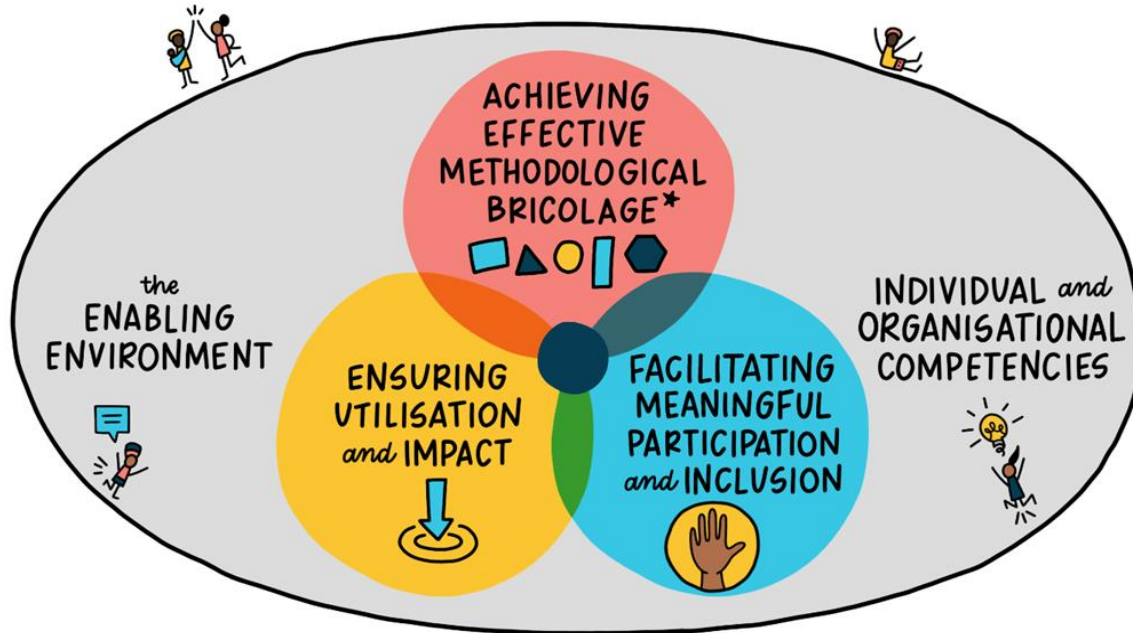 ACHIEVING
EFFECTIVE
METHODOLOGICAL
BRICOLAGE*
the
ENABLING
ENVIRONMENT
INDIVIDUAL and
ORGANISATIONAL
COMPETENCIES
ENSURING
UTILISATION
and IMPACT
FACILITATING
MEANINGFUL
PARTICIPATION
and INCLUSION